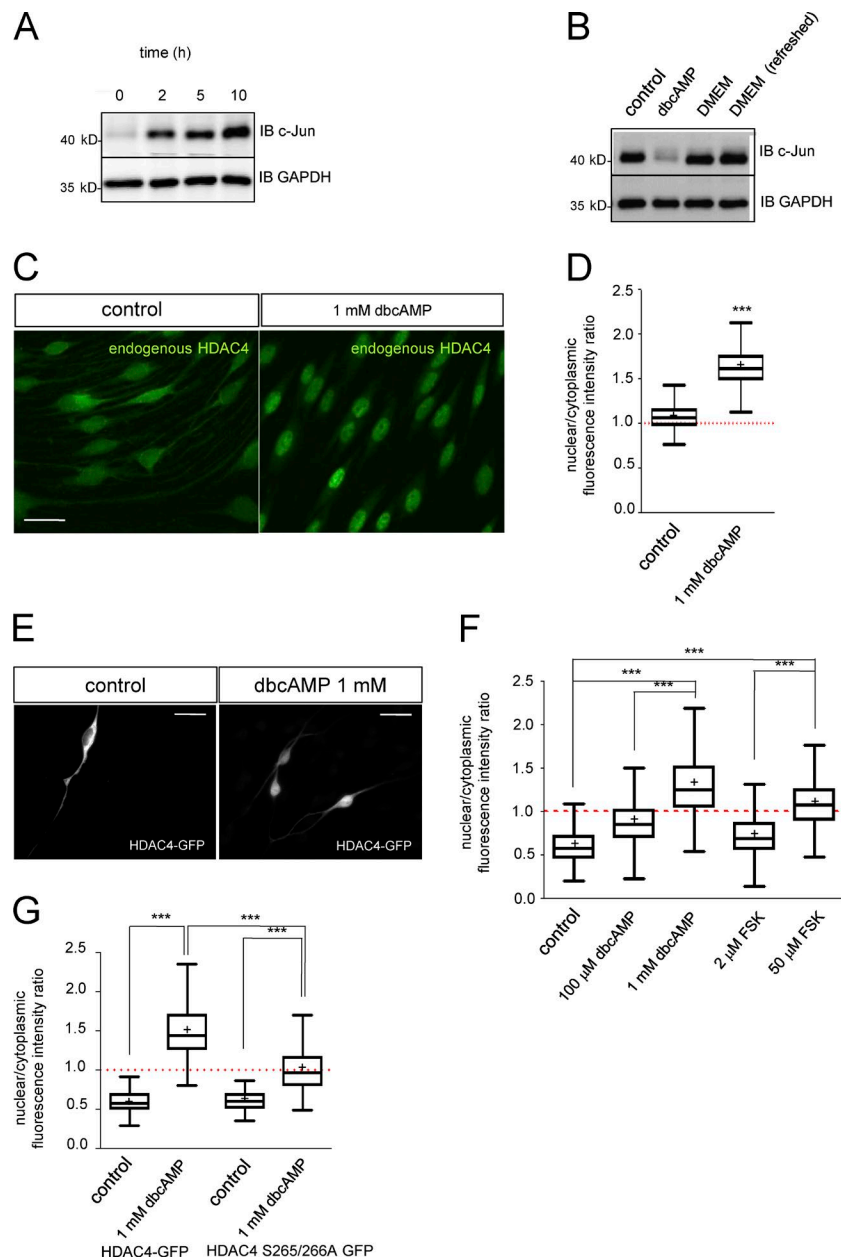 A
time (h)
0 2 5 10
40 kD
IB c-Jun
35 kD
IB GAPDH
B
control dbcAMP DMEM DMEM (refreshed)
40 kD
IB c-Jun
35 kD
IB GAPDH
C
control
1 mM dbcAMP
endogenous HDAC4
endogenous HDAC4
D
nuclear/cytoplasmic
fluorescence intensity ratio
2.5
2.0
1.5
1.0
0.5
0.0
***
control
1 mM dbcAMP
E
control
dbcAMP 1 mM
HDAC4-GFP
HDAC4-GFP
F
nuclear/cytoplasmic
fluorescence intensity ratio
2.5
2.0
1.5
1.0
0.5
0.0
***
***
***
***
control
100 µM dbcAMP
1 mM dbcAMP
2 µM FSK
50 µM FSK
G
nuclear/cytoplasmic
fluorescence intensity ratio
2.5
2.0
1.5
1.0
0.5
0.0
***
***
***
control
1 mM dbcAMP
control
1 mM dbcAMP
HDAC4-GFP
HDAC4 S265/266A GFP